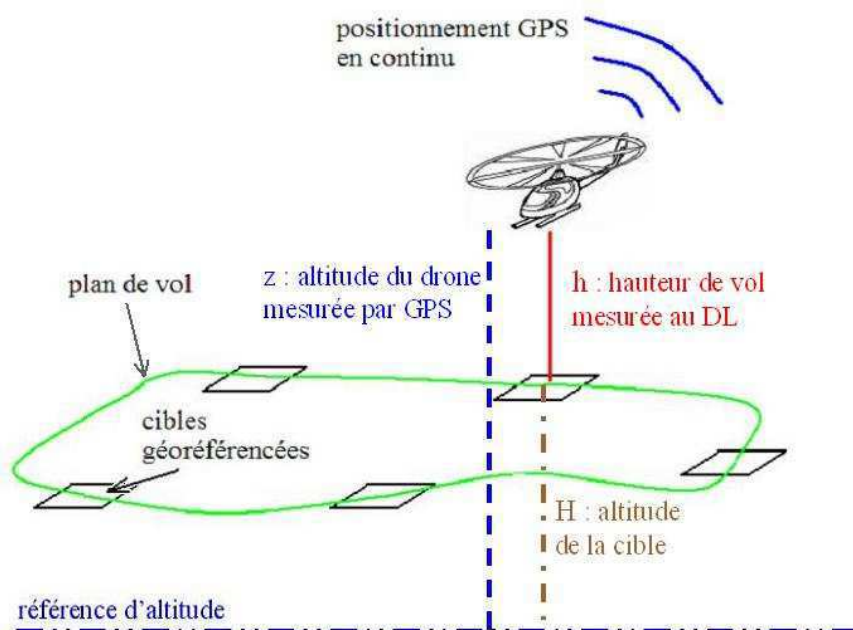 positionnement GPS
en continu
z : altitude du drone
mesurée par GPS
h : hauteur de vol
mesurée au DL
plan de vol
cibles
géoréférencées
H : altitude
de la cible
référence d'altitude